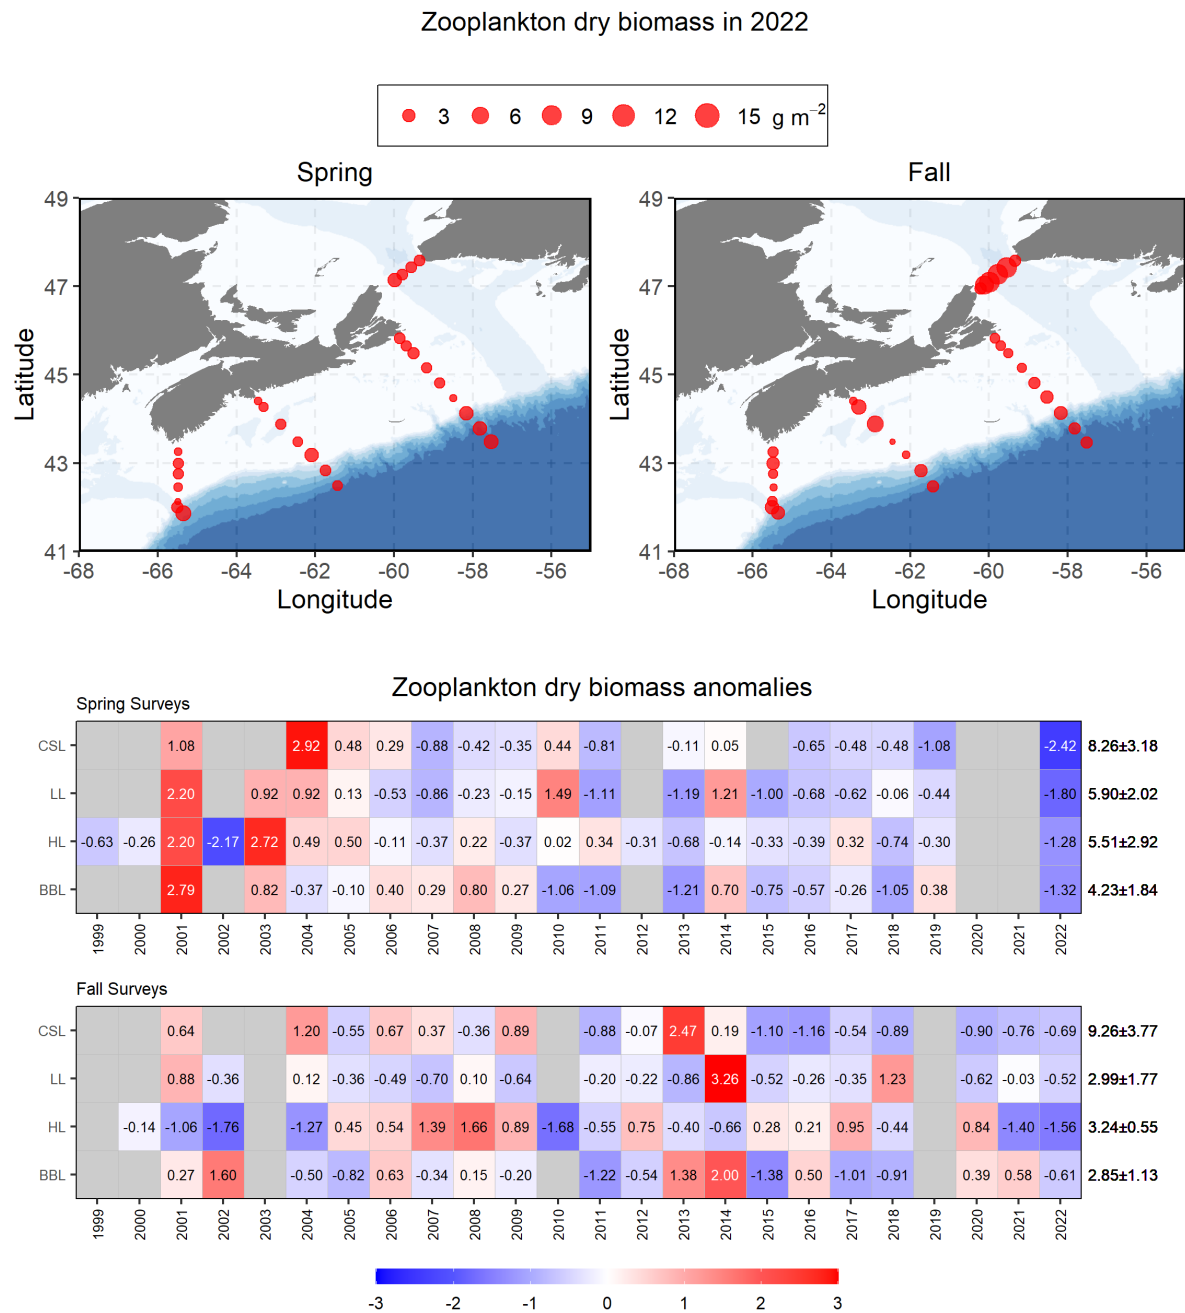 Zooplankton dry biomass in 2022
3 6 9 12 15 g m−2
Spring Fall
49 49
47 47
45 45
43 43
41 41
Latitude Latitude
-68 -66 -64 -62 -60 -58 -56 -68 -66 -64 -62 -60 -58 -56
Longitude Longitude
Zooplankton dry biomass anomalies
Spring Surveys
CSL 1.08 2.92 0.48 0.29 -0.88 -0.42 -0.35 0.44 -0.81 -0.11 0.05 -0.65 -0.48 -0.48 -1.08 -2.42 8.26±3.18
LL 2.20 0.92 0.92 0.13 -0.53 -0.86 -0.23 -0.15 1.49 -1.11 -1.19 1.21 -1.00 -0.68 -0.62 -0.06 -0.44 -1.80 5.90±2.02
HL -0.63 -0.26 2.20 -2.17 2.72 0.49 0.50 -0.11 -0.37 0.22 -0.37 0.02 0.34 -0.31 -0.68 -0.14 -0.33 -0.39 0.32 -0.74 -0.30 -1.28 5.51±2.92
BBL 2.79 0.82 -0.37 -0.10 0.40 0.29 0.80 0.27 -1.06 -1.09 -1.21 0.70 -0.75 -0.57 -0.26 -1.05 0.38 -1.32 4.23±1.84
1999 2000 2001 2002 2003 2004 2005 2006 2007 2008 2009 2010 2011 2012 2013 2014 2015 2016 2017 2018 2019 2020 2021 2022
Fall Surveys
CSL 0.64 1.20 -0.55 0.67 0.37 -0.36 0.89 -0.88 -0.07 2.47 0.19 -1.10 -1.16 -0.54 -0.89 -0.90 -0.76 -0.69 9.26±3.77
LL 0.88 -0.36 0.12 -0.36 -0.49 -0.70 0.10 -0.64 -0.20 -0.22 -0.86 3.26 -0.52 -0.26 -0.35 1.23 -0.62 -0.03 -0.52 2.99±1.77
HL -0.14 -1.06 -1.76 -1.27 0.45 0.54 1.39 1.66 0.89 -1.68 -0.55 0.75 -0.40 -0.66 0.28 0.21 0.95 -0.44 0.84 -1.40 -1.56 3.24±0.55
BBL 0.27 1.60 -0.50 -0.82 0.63 -0.34 0.15 -0.20 -1.22 -0.54 1.38 2.00 -1.38 0.50 -1.01 -0.91 0.39 0.58 -0.61 2.85±1.13
1999 2000 2001 2002 2003 2004 2005 2006 2007 2008 2009 2010 2011 2012 2013 2014 2015 2016 2017 2018 2019 2020 2021 2022
-3 -2 -1 0 1 2 3